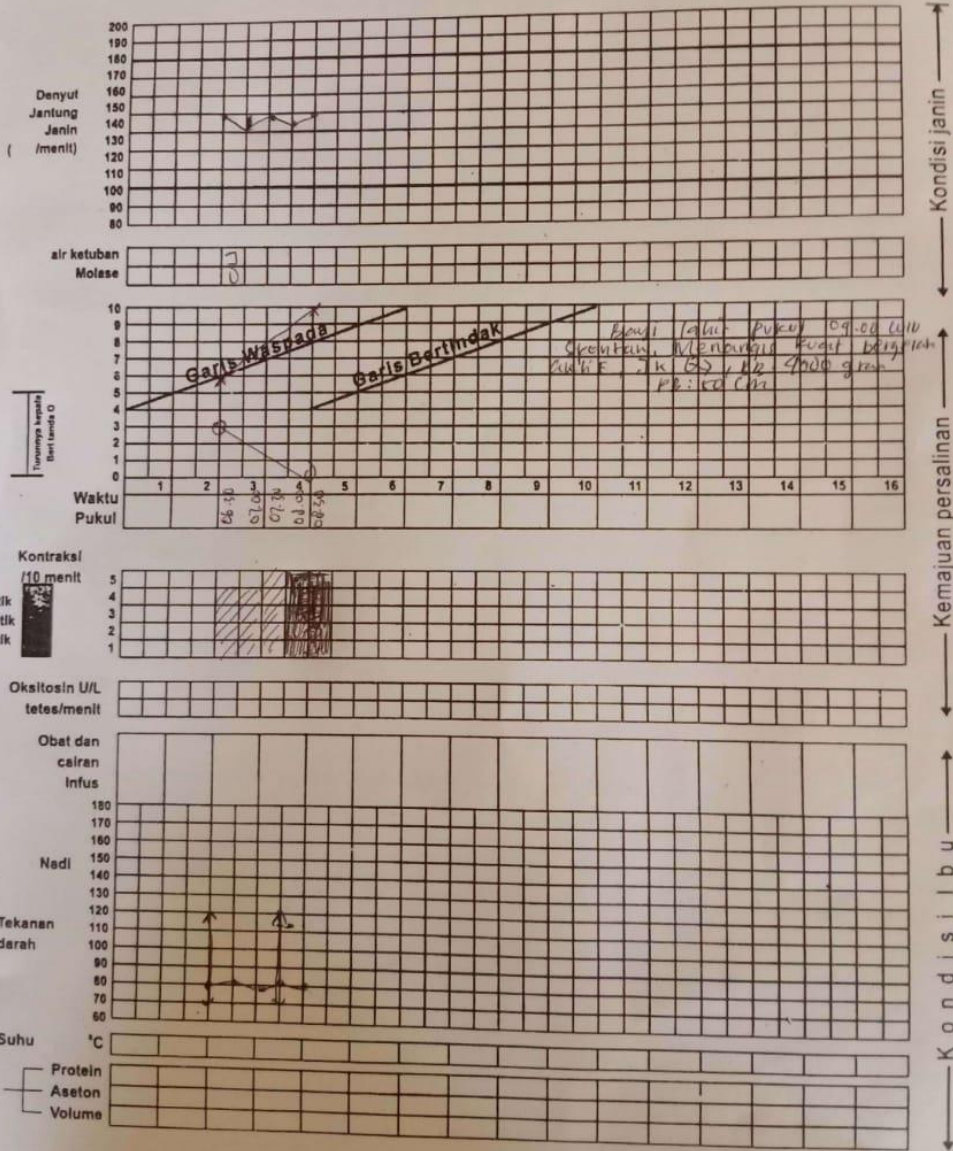 200
190
180
170
160
150
140
130
120
110
100
90
80
Denyut
Jantung
Janin
( /menit)
Kondisi janin
air ketuban
Molase
U
0
10
9
8
7
6
5
4
3
2
1
0
Garis Waspada
Garis Bertindak
Bayi lahir pukul 09.00 WIB
Spontan, Menangis kuat bergerak
aktif, JK
gram
PB: 50 cm
Turunnya kepala
Beri tanda O
Kemajuan persalinan
1 2 3 4 5 6 7 8 9 10 11 12 13 14 15 16
Waktu
Pukul
06.30 07.00 07.30 08.00 08.30
Kontraksi
/10 menit
5
4
3
2
1
tik
tik
Oksitosin U/L
tetes/menit
Obat dan
cairan
Infus
180
170
160
150
140
130
120
110
100
90
80
70
60
Nadi
Tekanan
darah
Kondisi Ibu
Suhu °C
Protein
Aseton
Volume